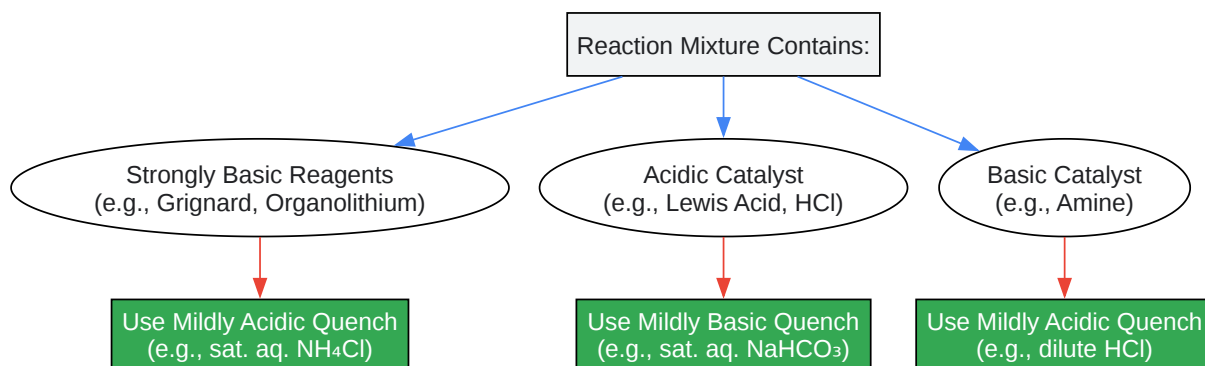 Reaction Mixture Contains:
Strongly Basic Reagents
(e.g., Grignard, Organolithium)
Acidic Catalyst
(e.g., Lewis Acid, HCl)
Basic Catalyst
(e.g., Amine)
Use Mildly Acidic Quench
(e.g., sat. aq. NH₄Cl)
Use Mildly Basic Quench
(e.g., sat. aq. NaHCO₃)
Use Mildly Acidic Quench
(e.g., dilute HCl)